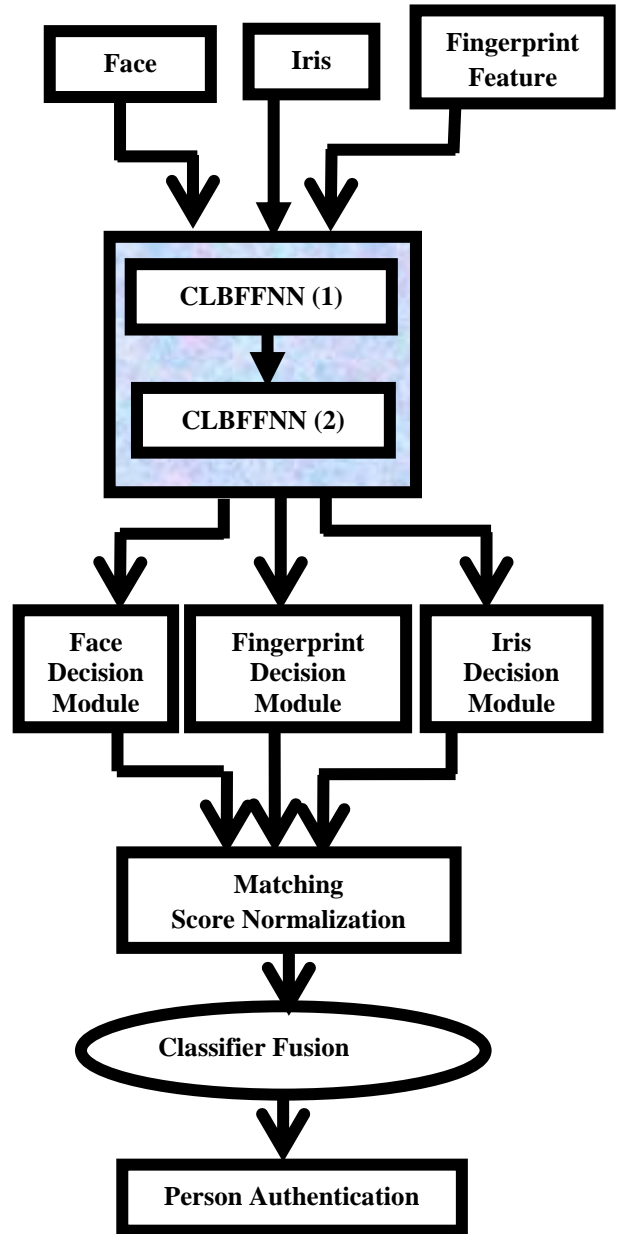 Face
Iris
Fingerprint
Feature
CLBFFNN (1)
CLBFFNN (2)
Face
Decision
Module
Fingerprint
Decision
Module
Iris
Decision
Module
Matching
Score Normalization
Classifier Fusion
Person Authentication